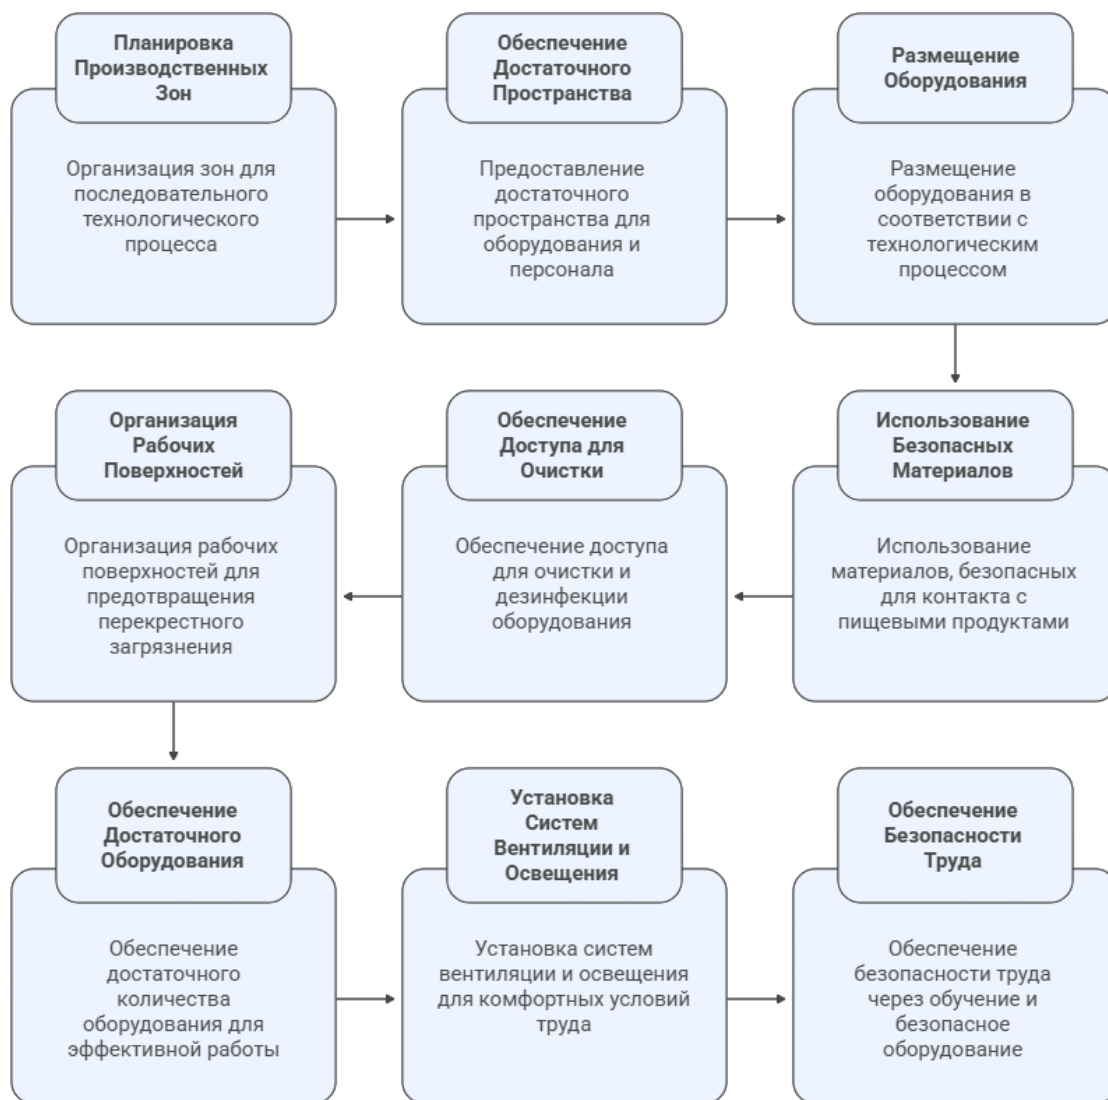 Планировка
Производственных
Зон
Организация зон для
последовательного
технологического
процесса
Обеспечение
Достаточного
Пространства
Предоставление
достаточного
пространства для
оборудования и
персонала
Размещение
Оборудования
Размещение
оборудования в
соответствии с
технологическим
процессом
Использование
Безопасных
Материалов
Использование
материалов, безопасных
для контакта с
пищевыми продуктами
Обеспечение
Доступа для
Очистки
Обеспечение доступа
для очистки и
дезинфекции
оборудования
Организация
Рабочих
Поверхностей
Организация рабочих
поверхностей для
предотвращения
перекрестного
загрязнения
Обеспечение
Достаточного
Оборудования
Обеспечение
достаточного
количества
оборудования для
эффективной работы
Установка
Систем
Вентиляции и
Освещения
Установка систем
вентиляции и освещения
для комфортных условий
труда
Обеспечение
Безопасности
Труда
Обеспечение
безопасности труда
через обучение и
безопасное
оборудование